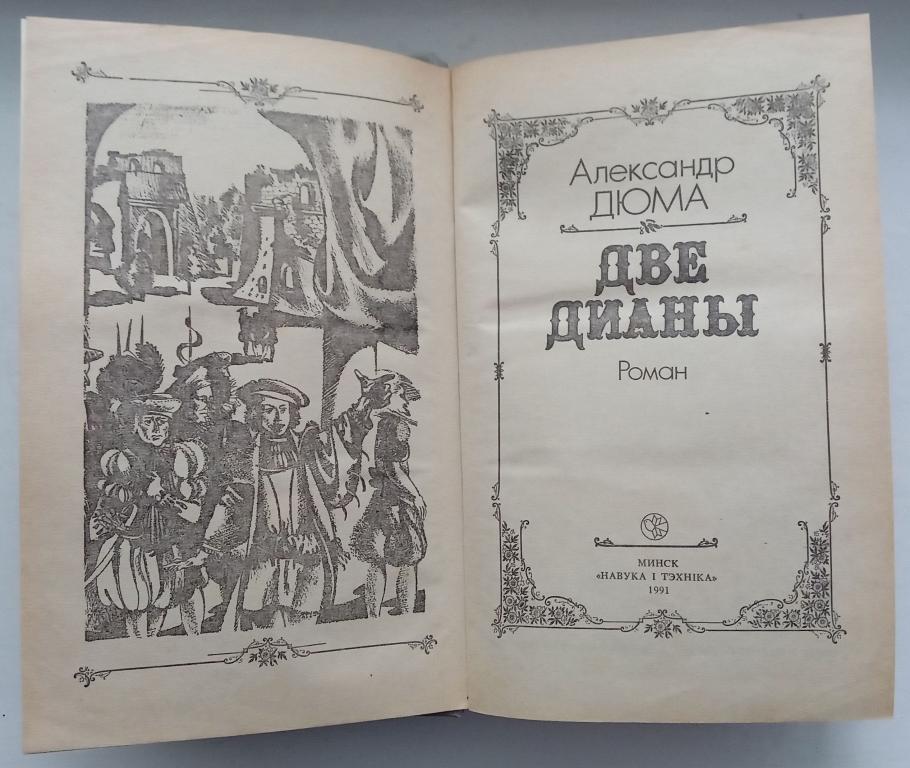 Александр
ДЮМА
ДВЕ
ДИАНЫ
Роман
МИНСК
«НАВУКА І ТЭХНІКА»
1991